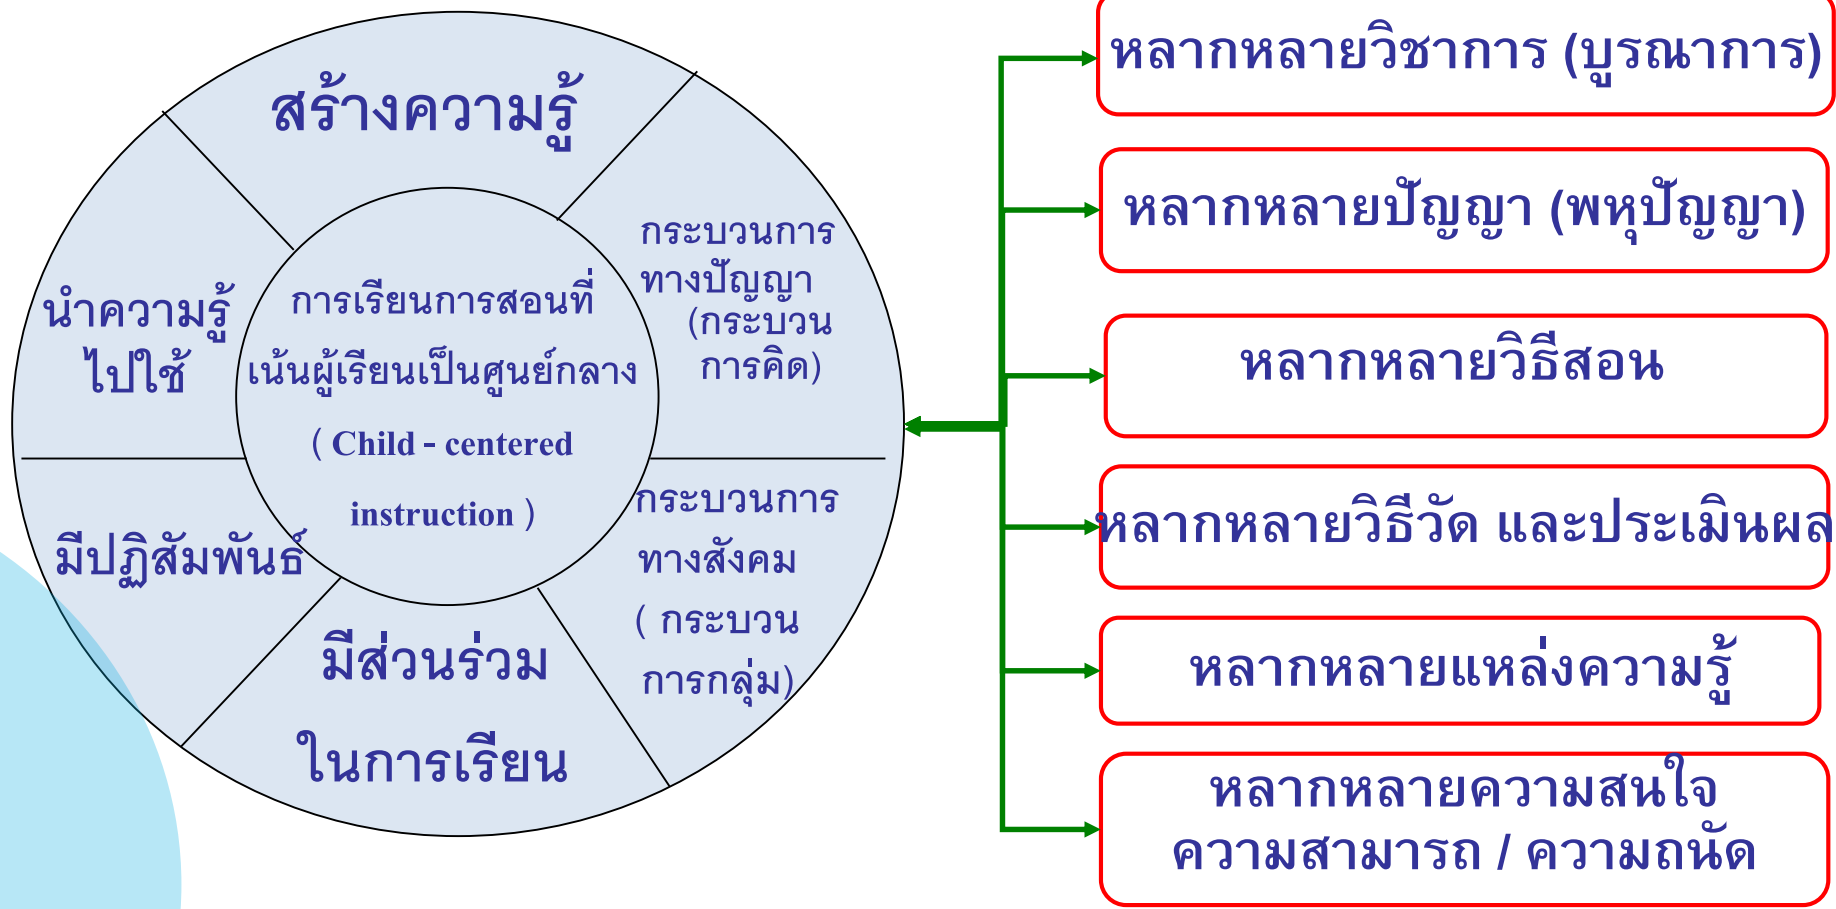 สร้างความรู้
กระบวนการ
ทางปัญญา
(กระบวน
การคิด)
กระบวนการ
ทางสังคม
( กระบวน
การกลุ่ม)
มีส่วนร่วม
ในการเรียน
มีปฏิสัมพันธ์
นำความรู้
ไปใช้
การเรียนการสอนที่
เน้นผู้เรียนเป็นศูนย์กลาง
( Child - centered
instruction )
หลากหลายวิชาการ (บูรณาการ)
หลากหลายปัญญา (พหุปัญญา)
หลากหลายวิธีสอน
หลากหลายวิธีวัด และประเมินผล
หลากหลายแหล่งความรู้
หลากหลายความสนใจ
ความสามารถ / ความถนัด